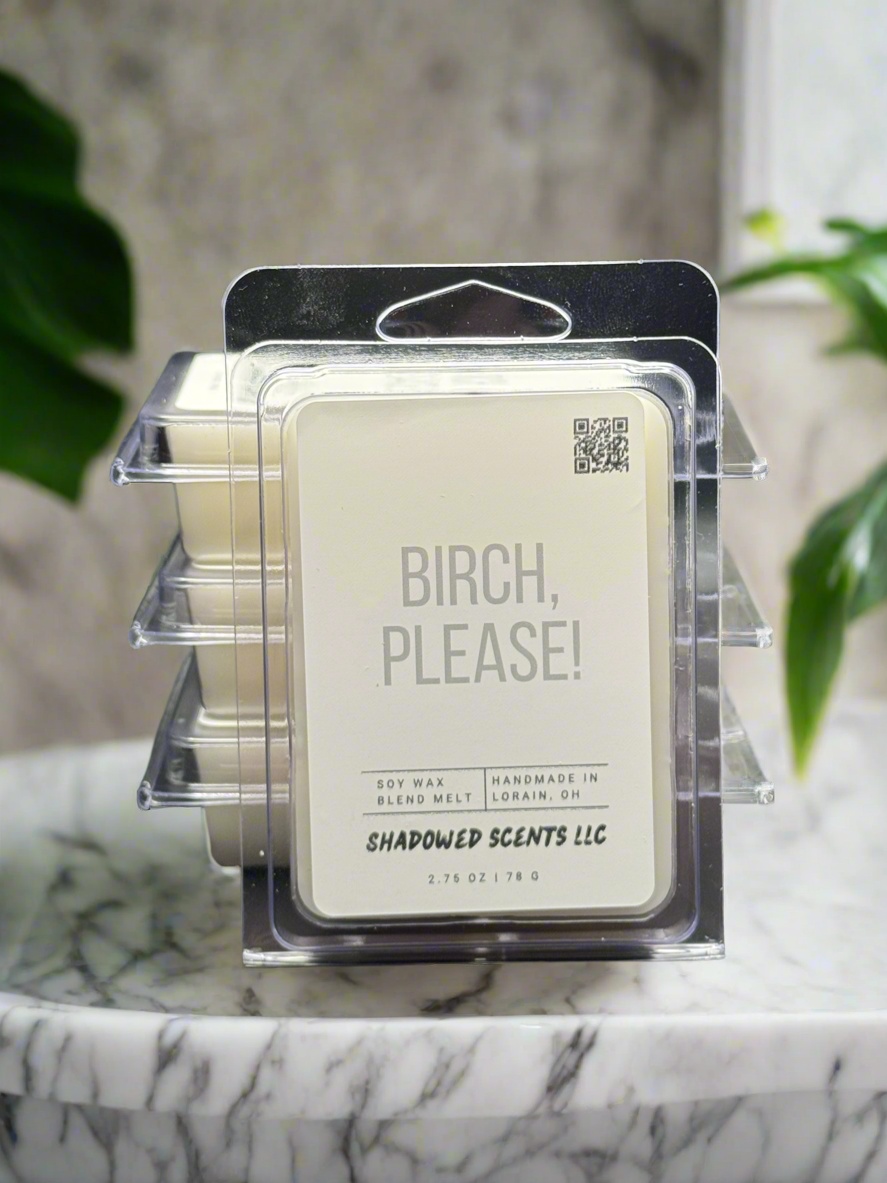 BIRCH,
PLEASE!
SOY WAX
BLEND MELT
HANDMADE IN
LORAIN, OH
SHADOWED SCENTS LLC
2.75 OZ | 78 G